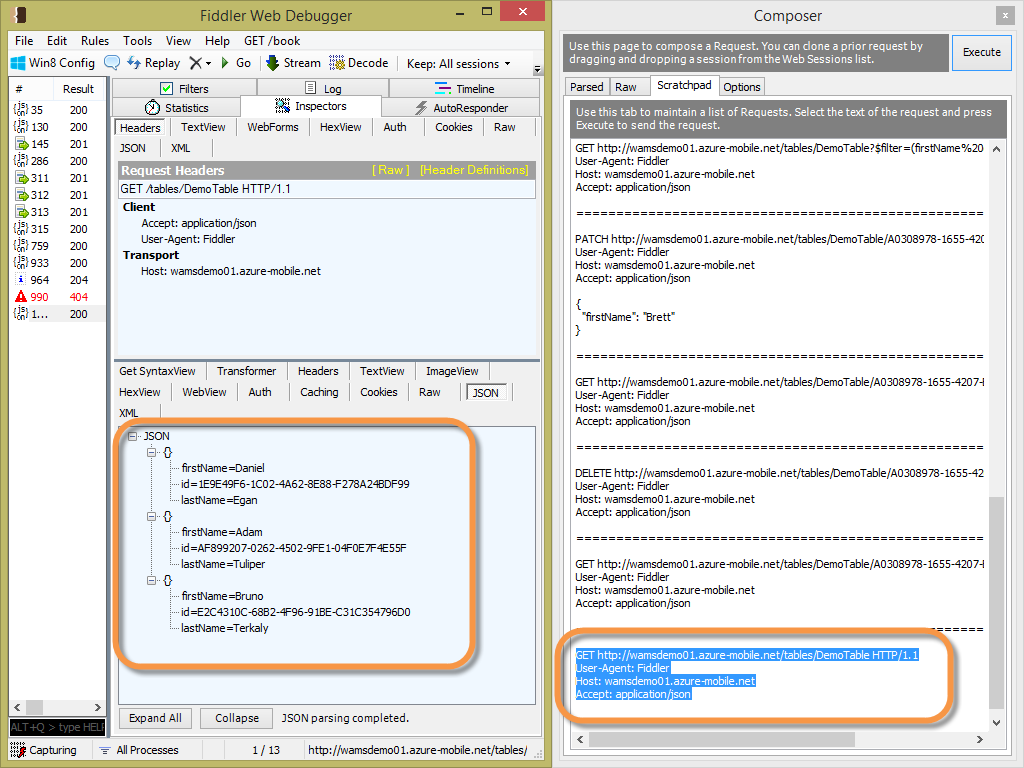 Fiddler Web Debugger
File Edit Rules Tools View Help GET /book
Win8 Config Replay Go Stream Decode Keep: All sessions
# Result
35 200
130 200
145 201
286 200
311 201
312 201
313 201
315 200
759 200
933 200
964 204
990 404
1... 200
ALT+Q > type HELP
Filters Log Timeline
Statistics Inspectors AutoResponder
Headers TextView WebForms HexView Auth Cookies Raw
JSON XML
Request Headers [ Raw ] [Header Definitions]
GET /tables/DemoTable HTTP/1.1
Client
Accept: application/json
User-Agent: Fiddler
Transport
Host: wamsdemo01.azure-mobile.net
Get SyntaxView Transformer Headers TextView ImageView
HexView WebView Auth Caching Cookies Raw JSON
XML
JSON
{}
firstName=Daniel
id=1E9E49F6-1C02-4A62-8E88-F278A24BDF99
lastName=Egan
{}
firstName=Adam
id=AF899207-0262-4502-9FE1-04F0E7F4E55F
lastName=Tuliper
{}
firstName=Bruno
id=E2C4310C-68B2-4F96-91BE-C31C354796D0
lastName=Terkaly
Expand All Collapse JSON parsing completed.
Capturing All Processes 1 / 13 http://wamsdemo01.azure-mobile.net/tables/
Composer
Use this page to compose a Request. You can clone a prior request by
dragging and dropping a session from the Web Sessions list.
Execute
Parsed Raw Scratchpad Options
Use this tab to maintain a list of Requests. Select the text of the request and press
Execute to send the request.
GET http://wamsdemo01.azure-mobile.net/tables/DemoTable?$filter=(firstName%20
User-Agent: Fiddler
Host: wamsdemo01.azure-mobile.net
Accept: application/json
==================================================
PATCH http://wamsdemo01.azure-mobile.net/tables/DemoTable/A0308978-1655-420
User-Agent: Fiddler
Host: wamsdemo01.azure-mobile.net
Accept: application/json
{
"firstName": "Brett"
}
==================================================
GET http://wamsdemo01.azure-mobile.net/tables/DemoTable/A0308978-1655-4207-
User-Agent: Fiddler
Host: wamsdemo01.azure-mobile.net
Accept: application/json
==================================================
DELETE http://wamsdemo01.azure-mobile.net/tables/DemoTable/A0308978-1655-42
User-Agent: Fiddler
Host: wamsdemo01.azure-mobile.net
Accept: application/json
==================================================
GET http://wamsdemo01.azure-mobile.net/tables/DemoTable/A0308978-1655-4207-
User-Agent: Fiddler
Host: wamsdemo01.azure-mobile.net
Accept: application/json
==================================================
GET http://wamsdemo01.azure-mobile.net/tables/DemoTable HTTP/1.1
User-Agent: Fiddler
Host: wamsdemo01.azure-mobile.net
Accept: application/json